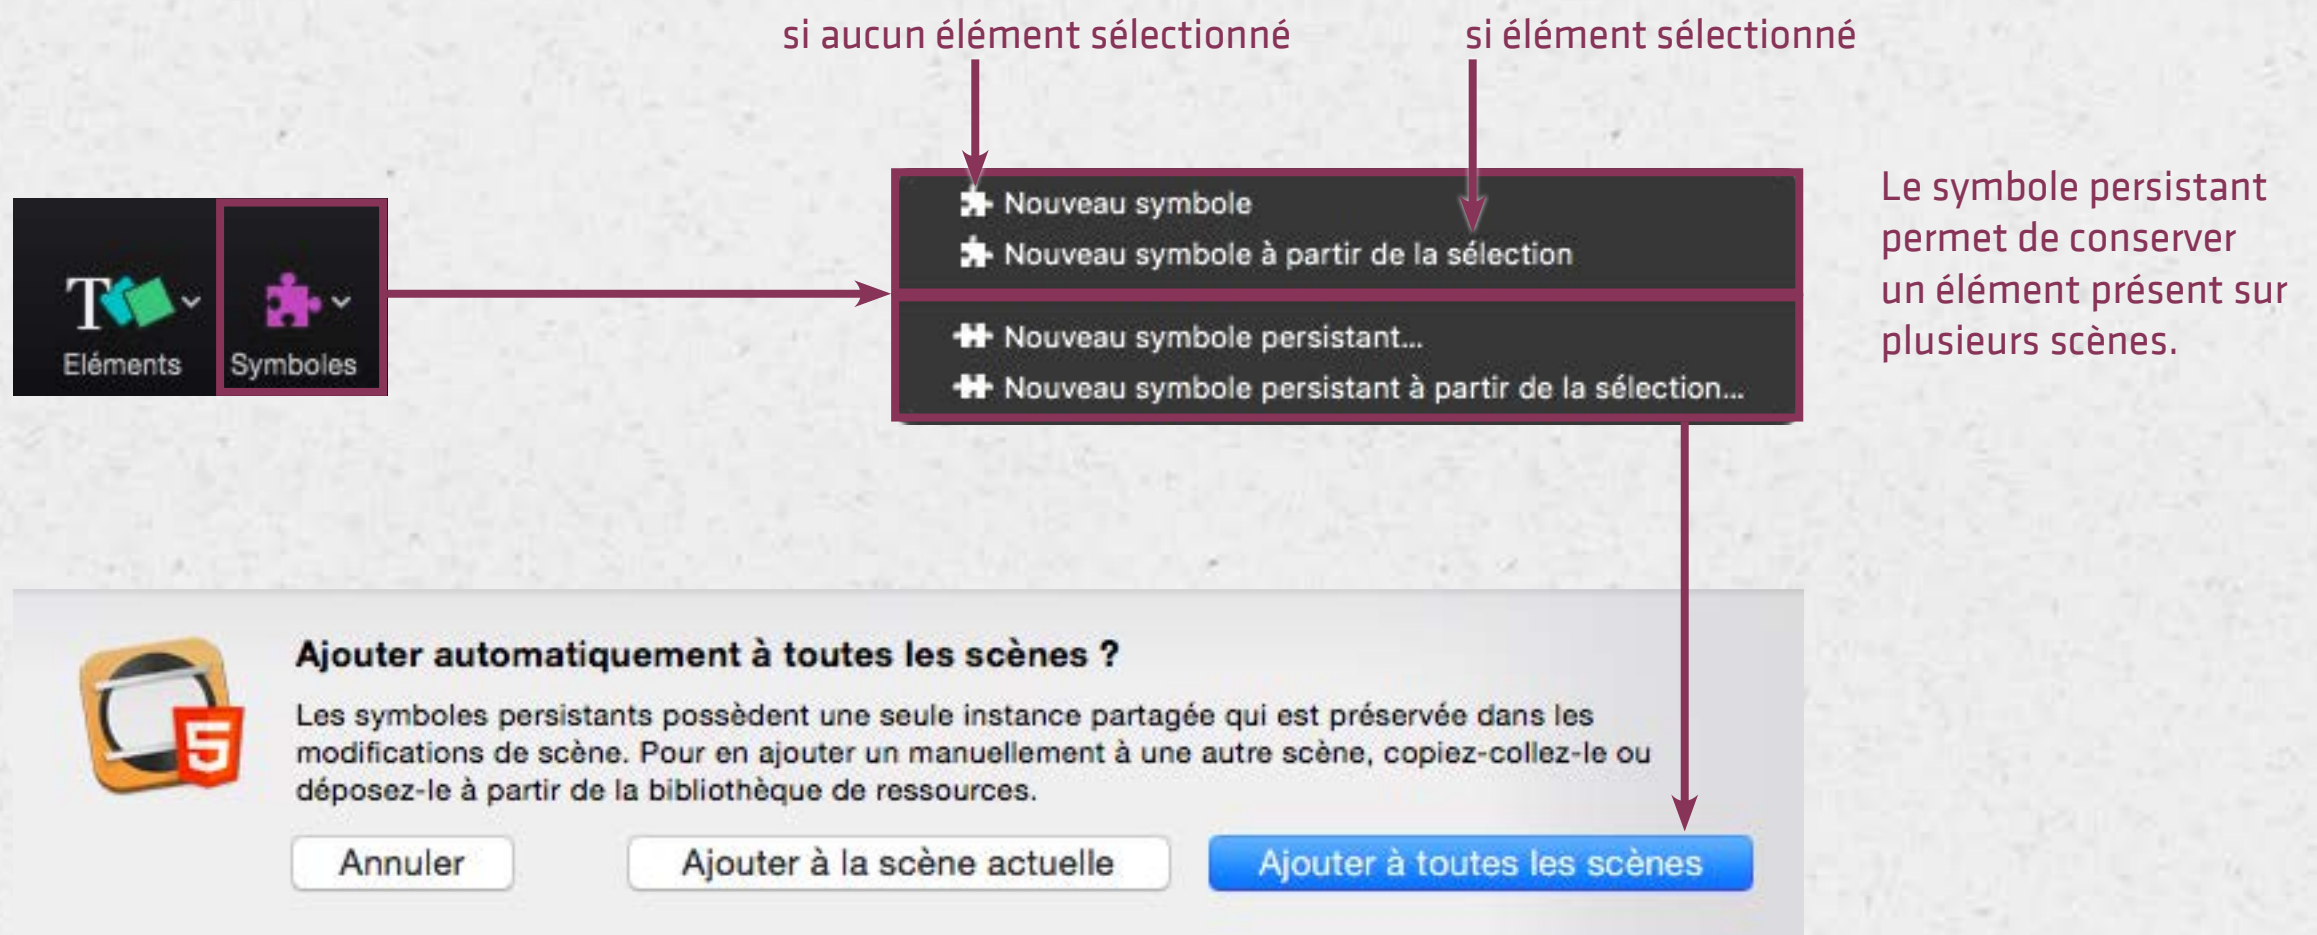 si aucun élément sélectionné
si élément sélectionné
Eléments
Symboles
Nouveau symbole
Nouveau symbole à partir de la sélection
Nouveau symbole persistant...
Nouveau symbole persistant à partir de la sélection...
Le symbole persistant
permet de conserver
un élément présent sur
plusieurs scènes.
5
Ajouter automatiquement à toutes les scènes ?
Les symboles persistants possèdent une seule instance partagée qui est préservée dans les
modifications de scène. Pour en ajouter un manuellement à une autre scène, copiez-collez-le ou
déposez-le à partir de la bibliothèque de ressources.
Annuler
Ajouter à la scène actuelle
Ajouter à toutes les scènes